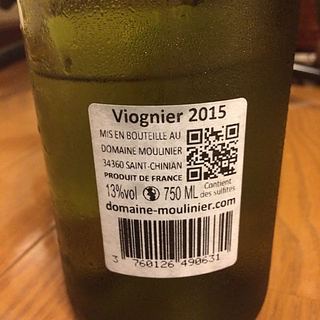 Viognier 2015
MIS EN BOUTEILLE AU
DOMAINE MOULINIER
34360 SAINT-CHINIAN
PRODUIT DE FRANCE
13%vol 750 ML
Contient
des sulfites
domaine-moulinier.com
3 760126 490631